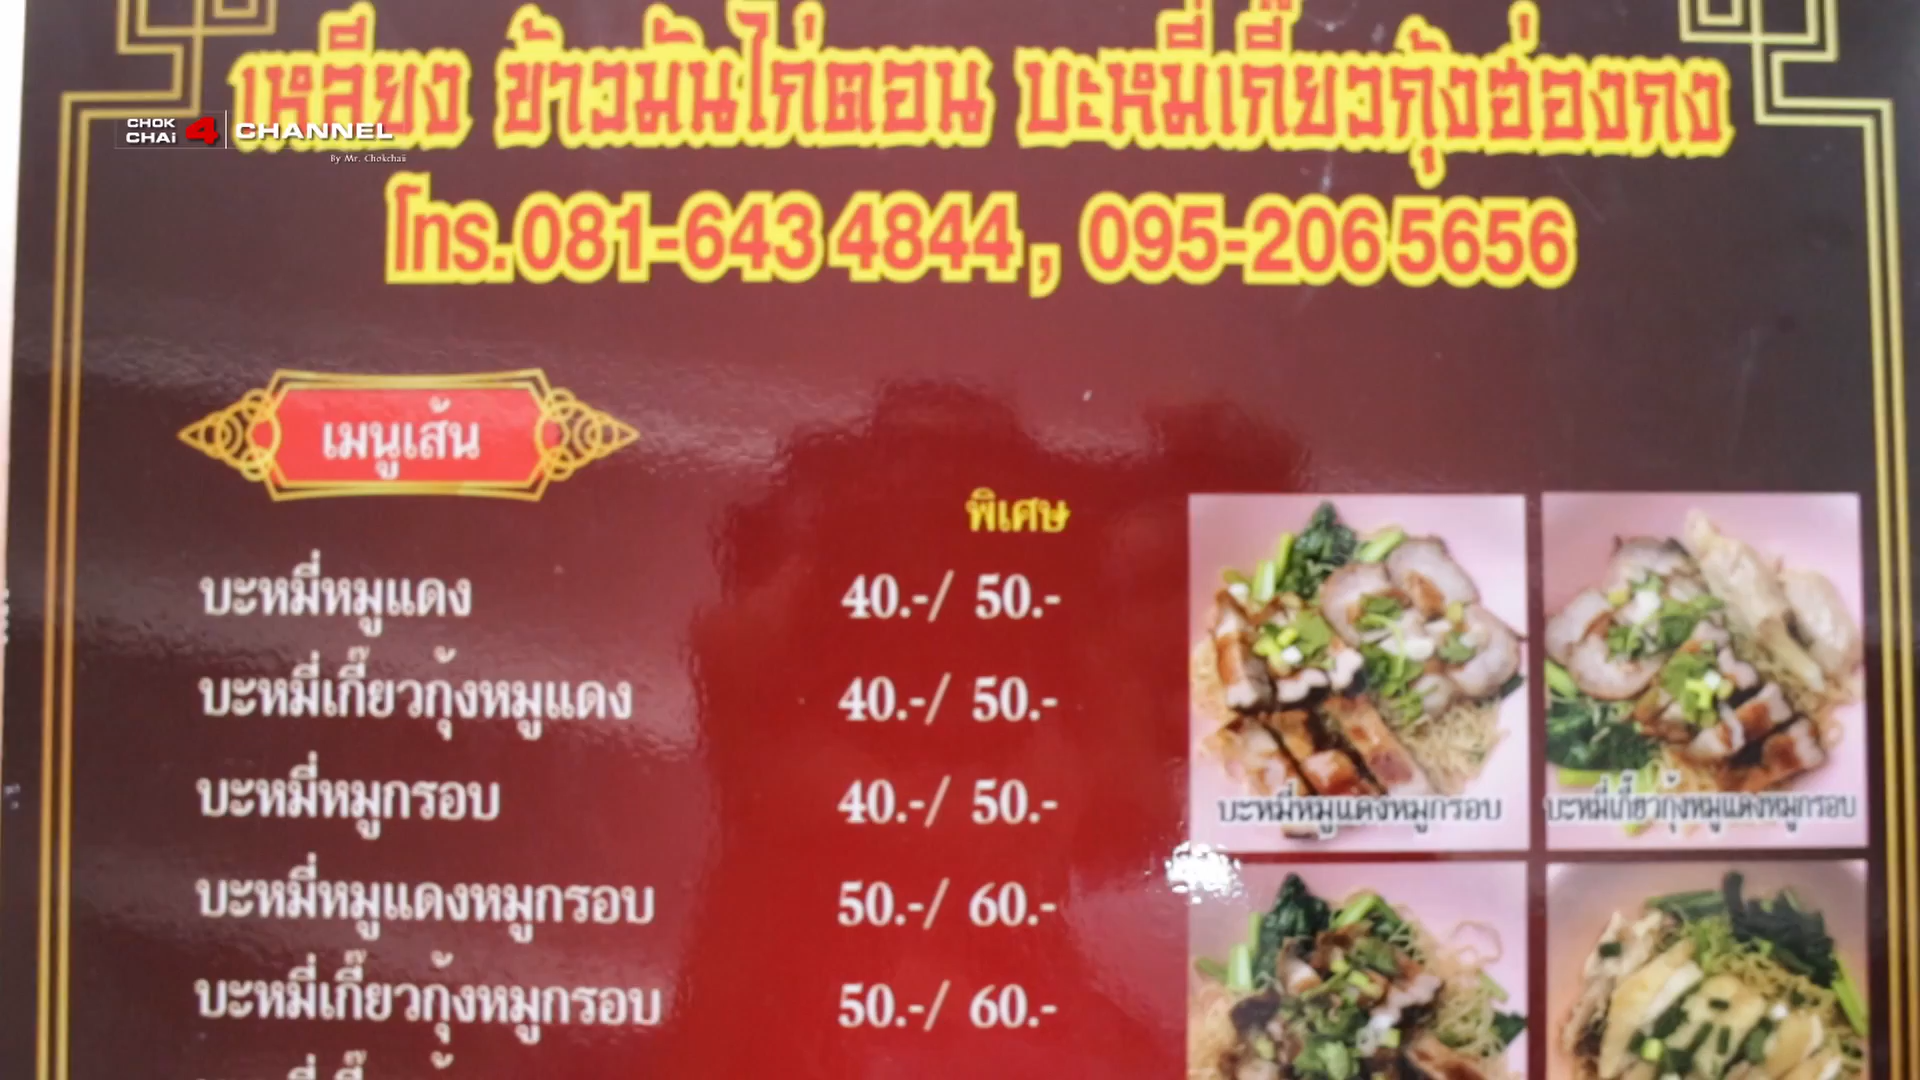 เหลียง ข้าวมันไก่ตอน บะหมี่เกี๊ยวกุ้งฮ่องกง
CHOK CHAi 4 CHANNEL
By Mr. Chokchaii
โทร.081-643 4844, 095-206 5656
เมนูเส้น
พิเศษ
บะหมี่หมูแดง 40.-/ 50.-
บะหมี่เกี๊ยวกุ้งหมูแดง 40.-/ 50.-
บะหมี่หมูกรอบ 40.-/ 50.-
บะหมี่หมูแดงหมูกรอบ 50.-/ 60.-
บะหมี่เกี๊ยวกุ้งหมูกรอบ 50.-/ 60.-
บะหมี่หมูแดงหมูกรอบ
บะหมี่เกี๊ยวกุ้งหมูแดงหมูกรอบ